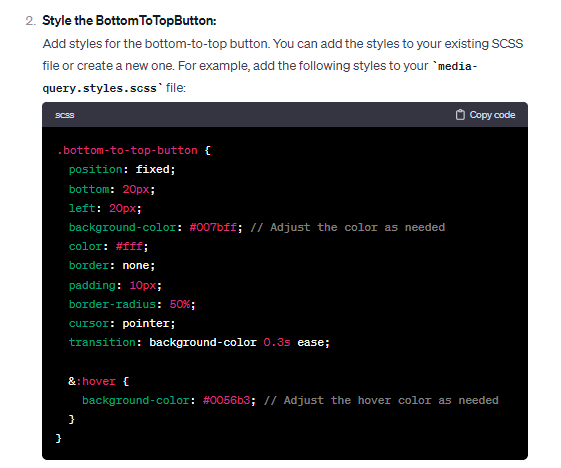 2. Style the BottomToTopButton:
Add styles for the bottom-to-top button. You can add the styles to your existing SCSS
file or create a new one. For example, add the following styles to your `media-
query.styles.scss` file:
scss
Copy code
.bottom-to-top-button {
  position: fixed;
  bottom: 20px;
  left: 20px;
  background-color: #007bff; // Adjust the color as needed
  color: #fff;
  border: none;
  padding: 10px;
  border-radius: 50%;
  cursor: pointer;
  transition: background-color 0.3s ease;

  &:hover {
    background-color: #0056b3; // Adjust the hover color as needed
  }
}